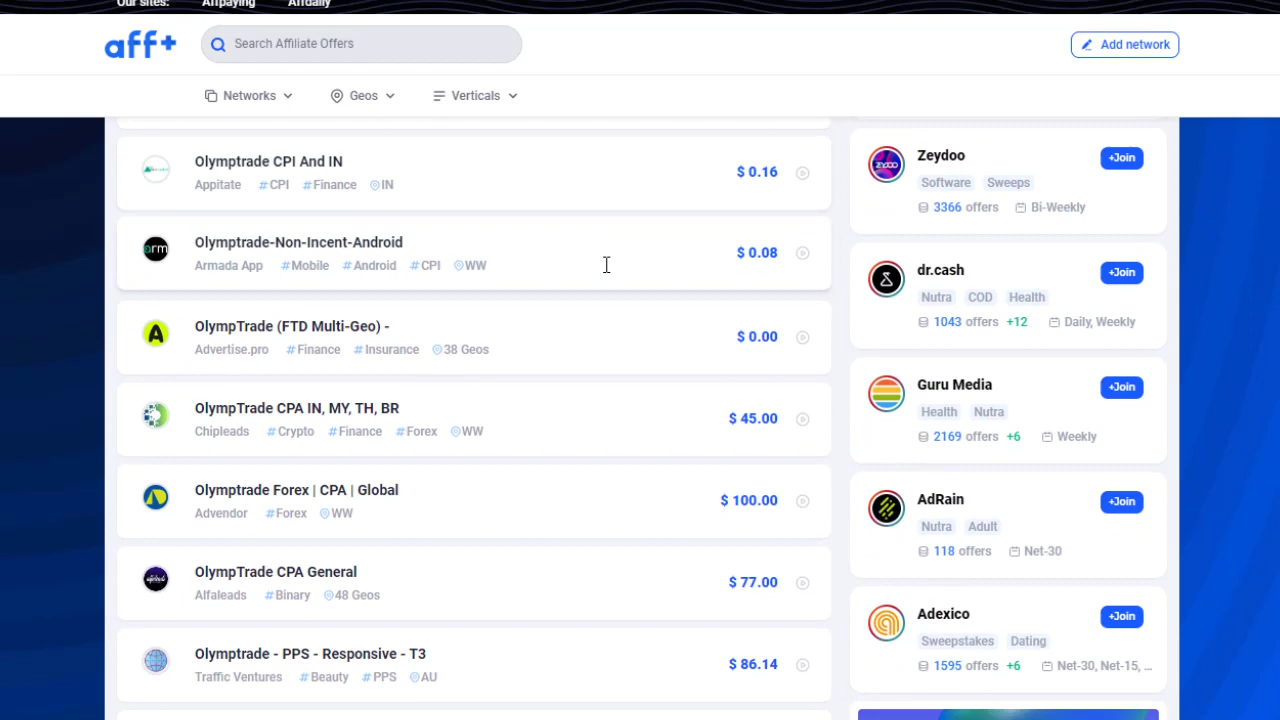 Our sites: Affpaying Affdaily
aff+ Search Affiliate Offers Add network
Networks Geos Verticals
Olymptrade CPI And IN
Appitate #CPI #Finance IN
$ 0.16
arm
Olymptrade-Non-Incent-Android
Armada App #Mobile #Android #CPI WW
$ 0.08
A
OlympTrade (FTD Multi-Geo) -
Advertise.pro #Finance #Insurance 38 Geos
$ 0.00
OlympTrade CPA IN, MY, TH, BR
Chipleads #Crypto #Finance #Forex WW
$ 45.00
Olymptrade Forex | CPA | Global
Advendor #Forex WW
$ 100.00
OlympTrade CPA General
Alfaleads #Binary 48 Geos
$ 77.00
Olymptrade - PPS - Responsive - T3
Traffic Ventures #Beauty #PPS AU
$ 86.14
ZEYDOO
Zeydoo
+Join
Software Sweeps
3366 offers Bi-Weekly
dr.cash
+Join
Nutra COD Health
1043 offers +12 Daily, Weekly
Guru Media
+Join
Health Nutra
2169 offers +6 Weekly
AdRain
+Join
Nutra Adult
118 offers Net-30
Adexico
+Join
Sweepstakes Dating
1595 offers +6 Net-30, Net-15, ...